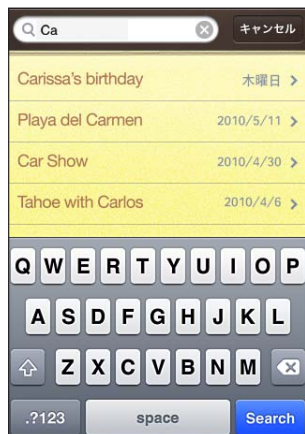 Ca キャンセル
Carissa's birthday 木曜日
Playa del Carmen 2010/5/11
Car Show 2010/4/30
Tahoe with Carlos 2010/4/6
Q W E R T Y U I O P
A S D F G H J K L
Z X C V B N M
.?123 space Search